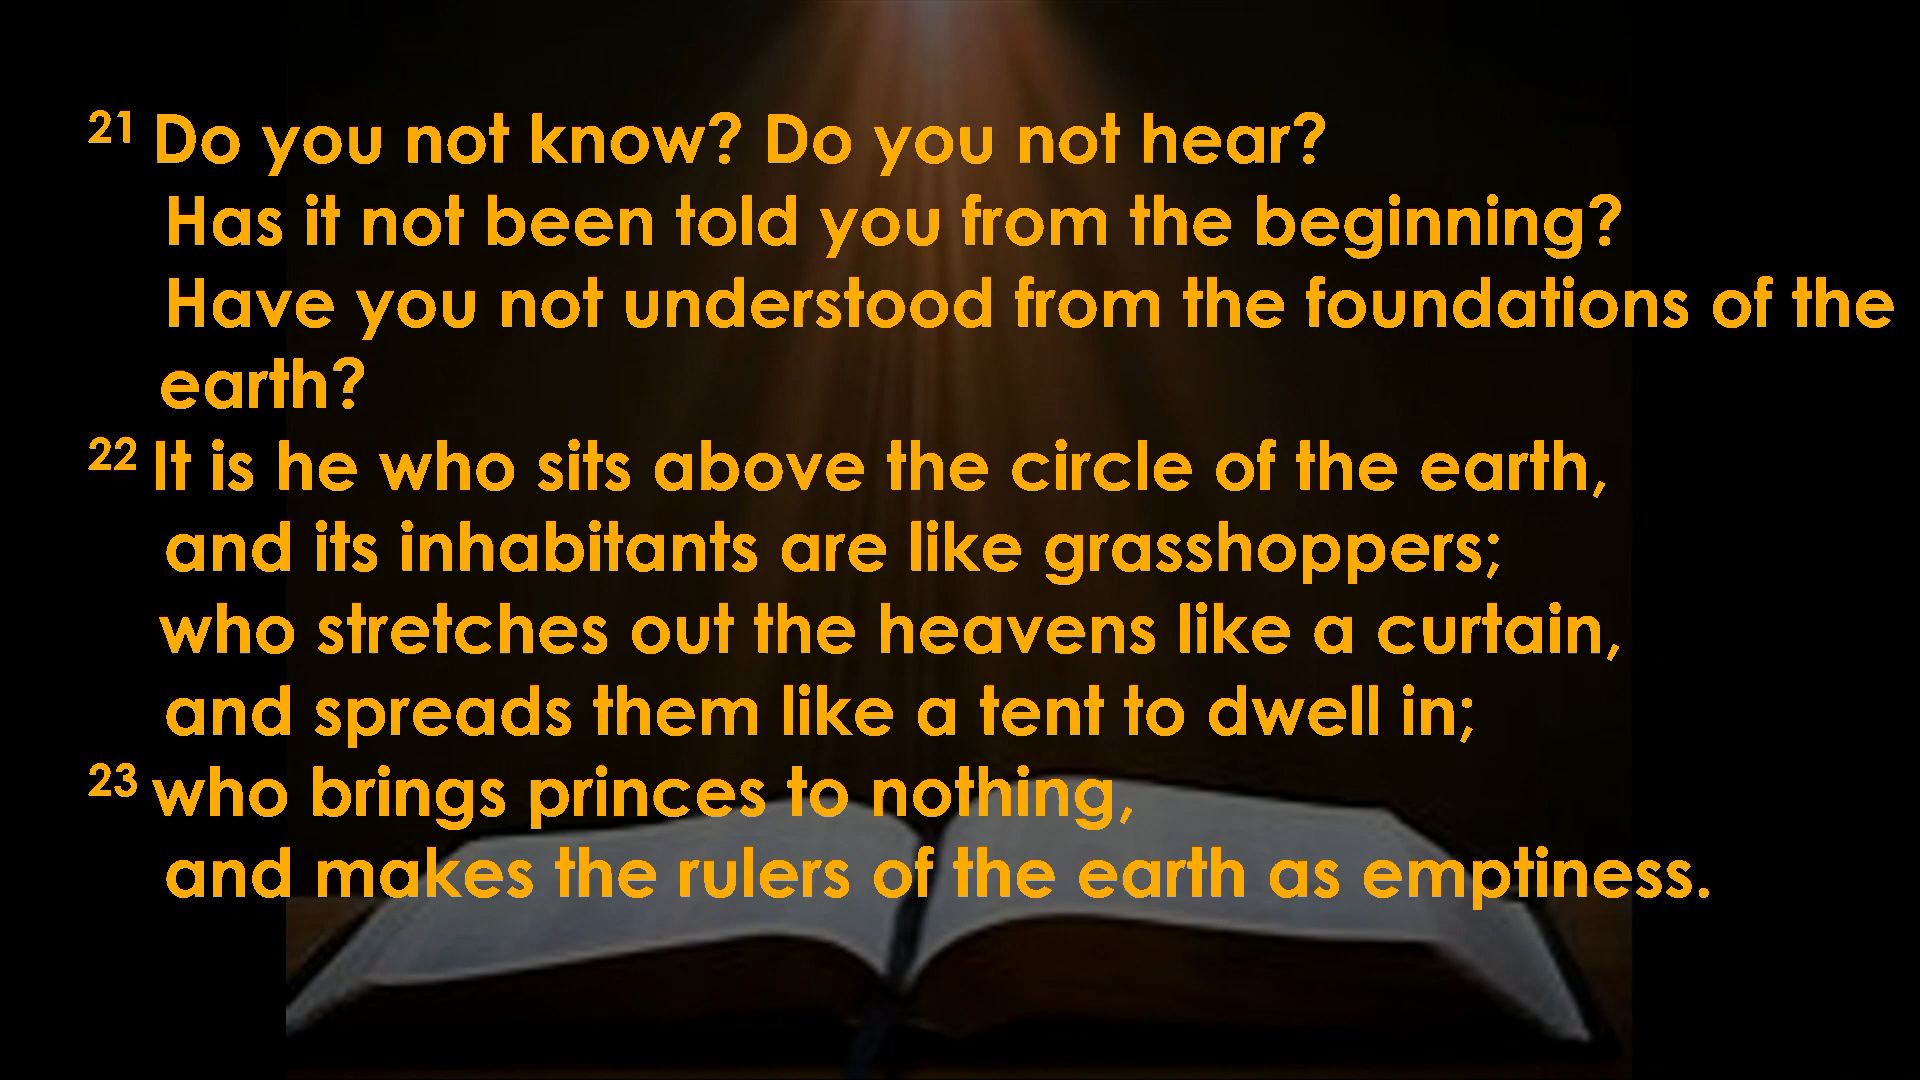 21 Do you not know? Do you not hear?
Has it not been told you from the beginning?
Have you not understood from the foundations of the
earth?
22 It is he who sits above the circle of the earth,
and its inhabitants are like grasshoppers;
who stretches out the heavens like a curtain,
and spreads them like a tent to dwell in;
23 who brings princes to nothing,
and makes the rulers of the earth as emptiness.